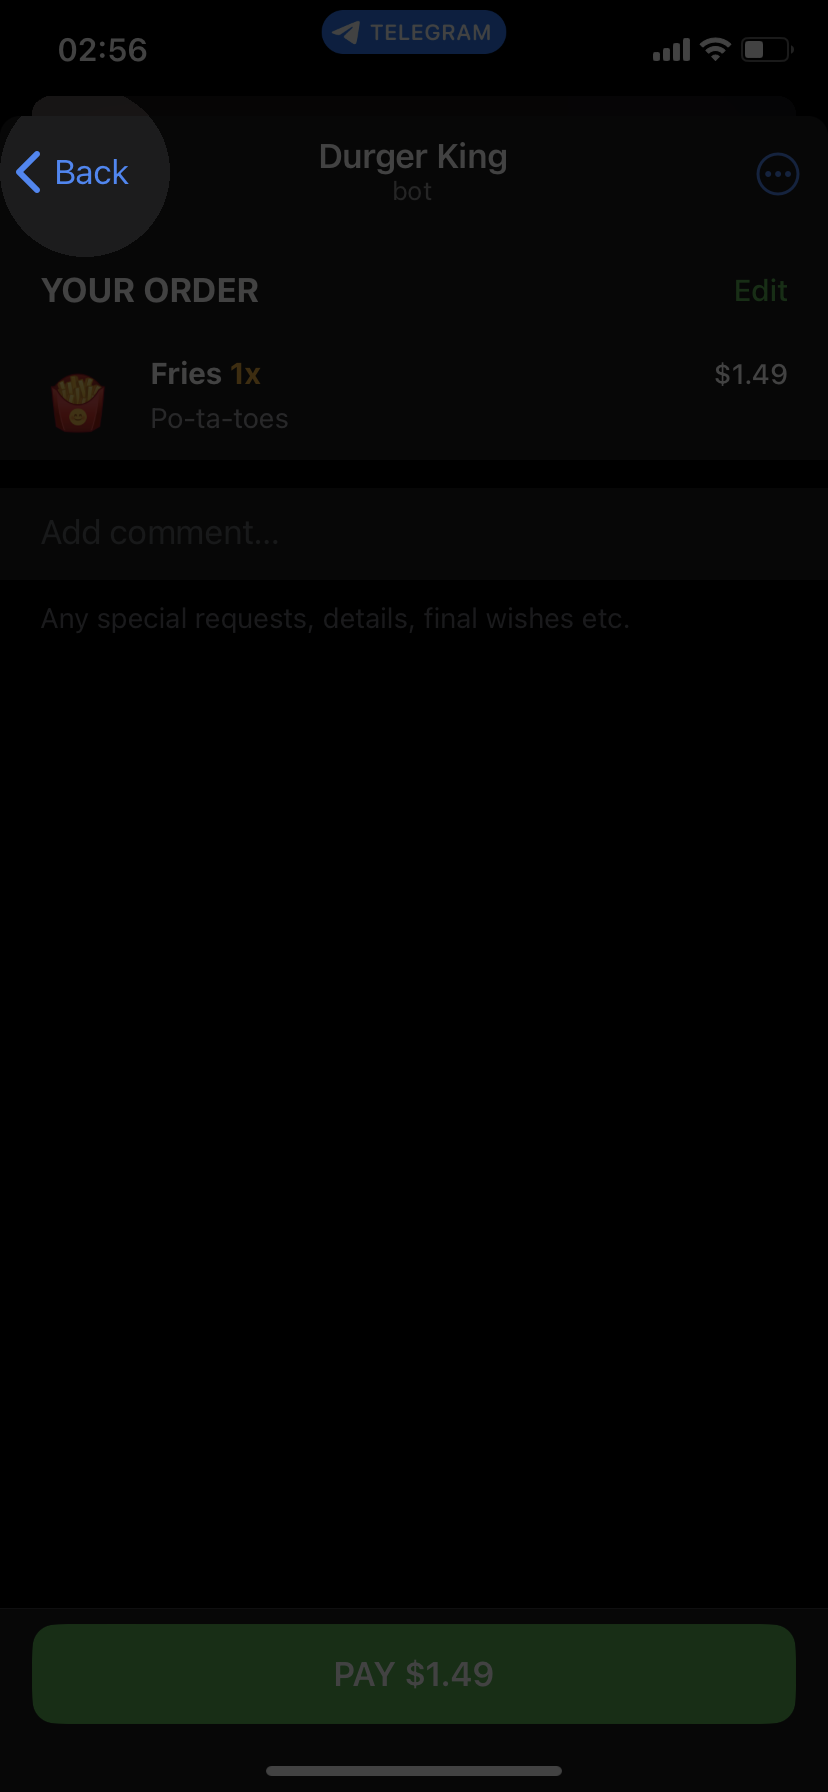 02:56
TELEGRAM
Back
Durger King
bot
YOUR ORDER
Edit
Fries 1x
$1.49
Po-ta-toes
Add comment...
Any special requests, details, final wishes etc.
PAY $1.49